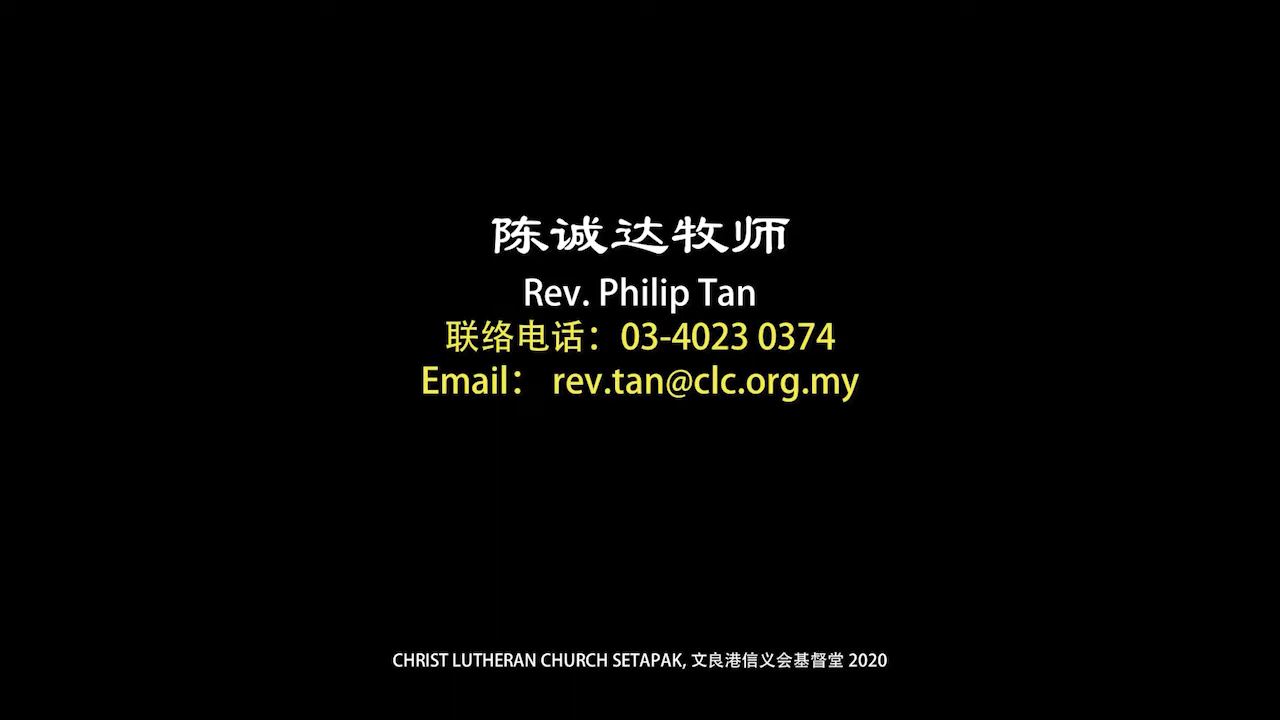 陈诚达牧师
Rev. Philip Tan
联络电话：03-4023 0374
Email： rev.tan@clc.org.my
CHRIST LUTHERAN CHURCH SETAPAK, 文良港信义会基督堂 2020